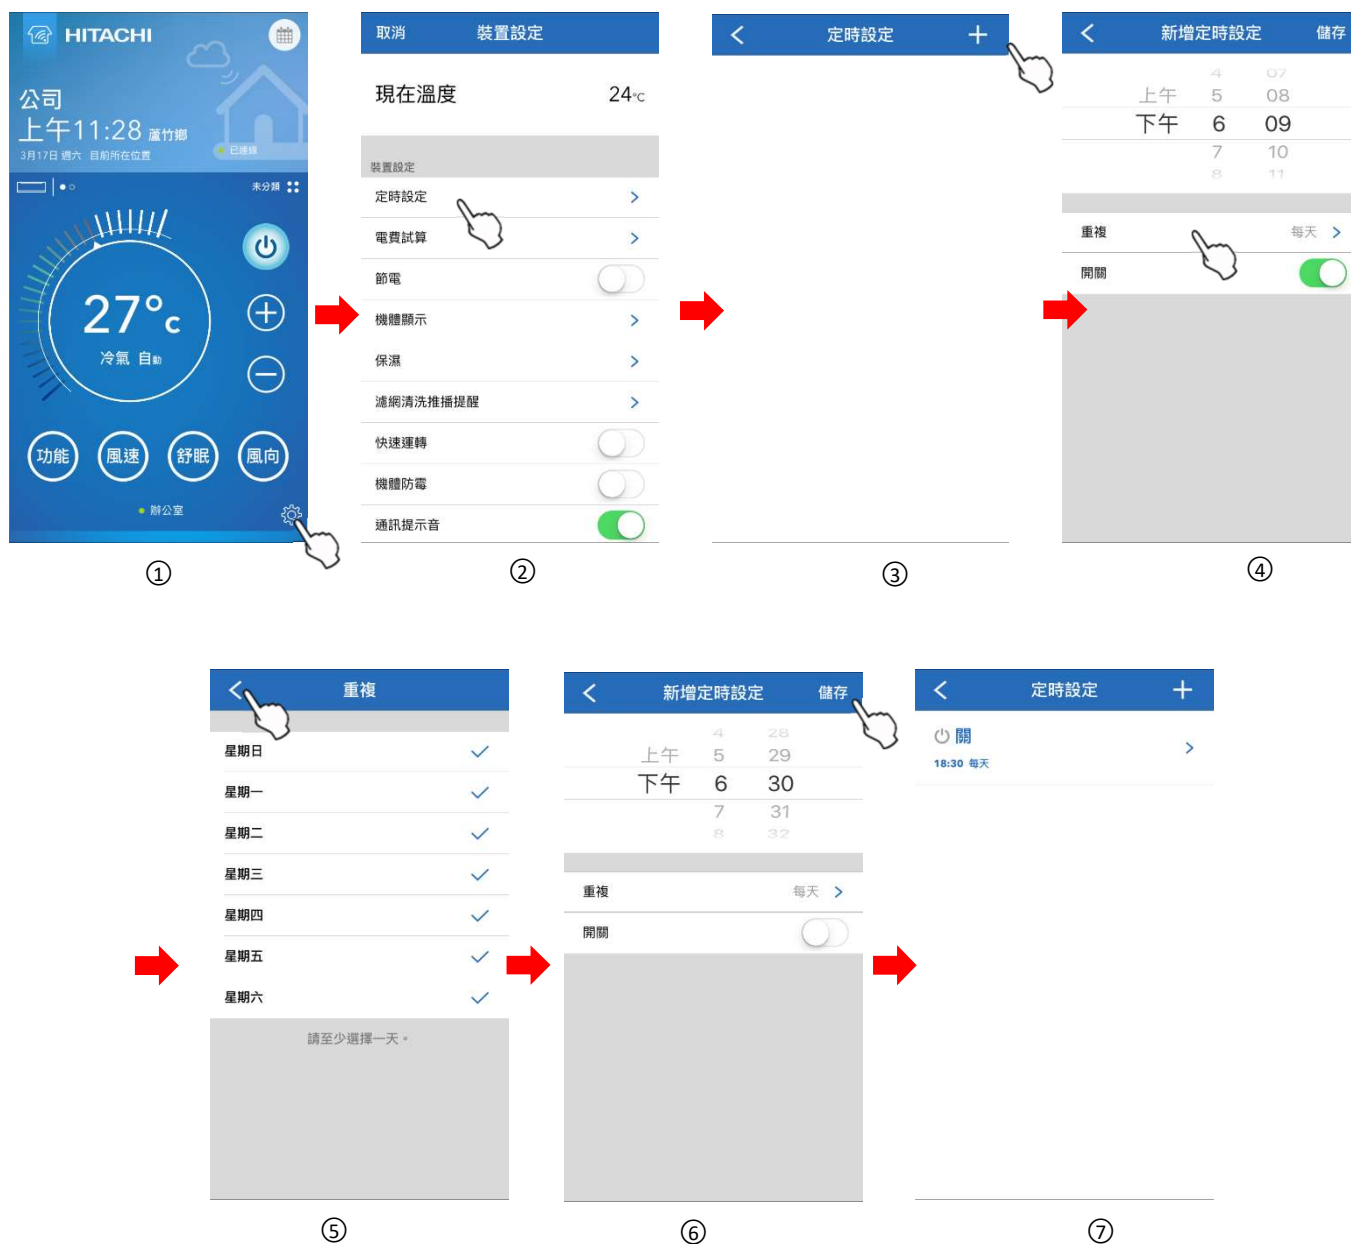 HITACHI
公司
上午11:28 蘆竹鄉
3月17日 週六 目前所在位置
已連線
未分類
27°c
冷氣 自動
功能
風速
舒眠
風向
辦公室
①
取消 裝置設定
現在溫度 24°C
裝置設定
定時設定
電費試算
節電
機體顯示
保濕
濾網清洗推播提醒
快速運轉
機體防霉
通訊提示音
②
定時設定
③
新增定時設定 儲存
4 07
上午 5 08
下午 6 09
7 10
8 11
重複 每天
開關
④
重複
星期日
星期一
星期二
星期三
星期四
星期五
星期六
請至少選擇一天。
⑤
新增定時設定 儲存
4 28
上午 5 29
下午 6 30
7 31
8 32
重複 每天
開關
⑥
定時設定
關
18:30 每天
⑦